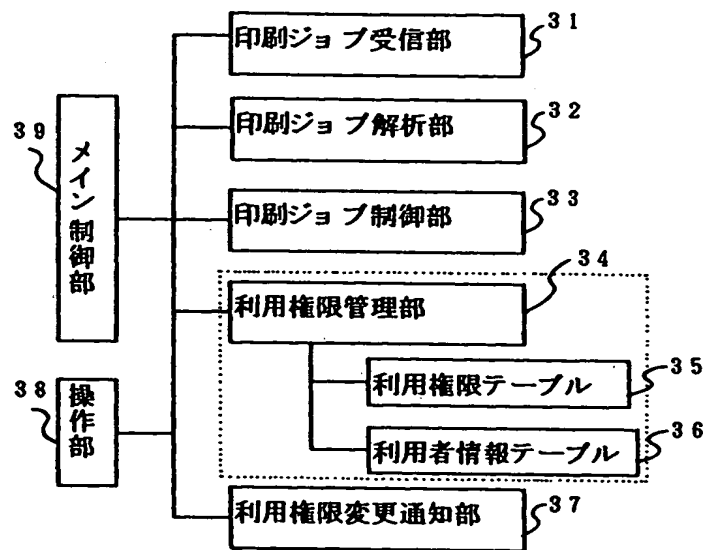 31
印刷ジョブ受信部
32
印刷ジョブ解析部
39
メイン制御部
33
印刷ジョブ制御部
34
利用権限管理部
35
利用権限テーブル
38
操作部
36
利用者情報テーブル
利用権限変更通知部
37